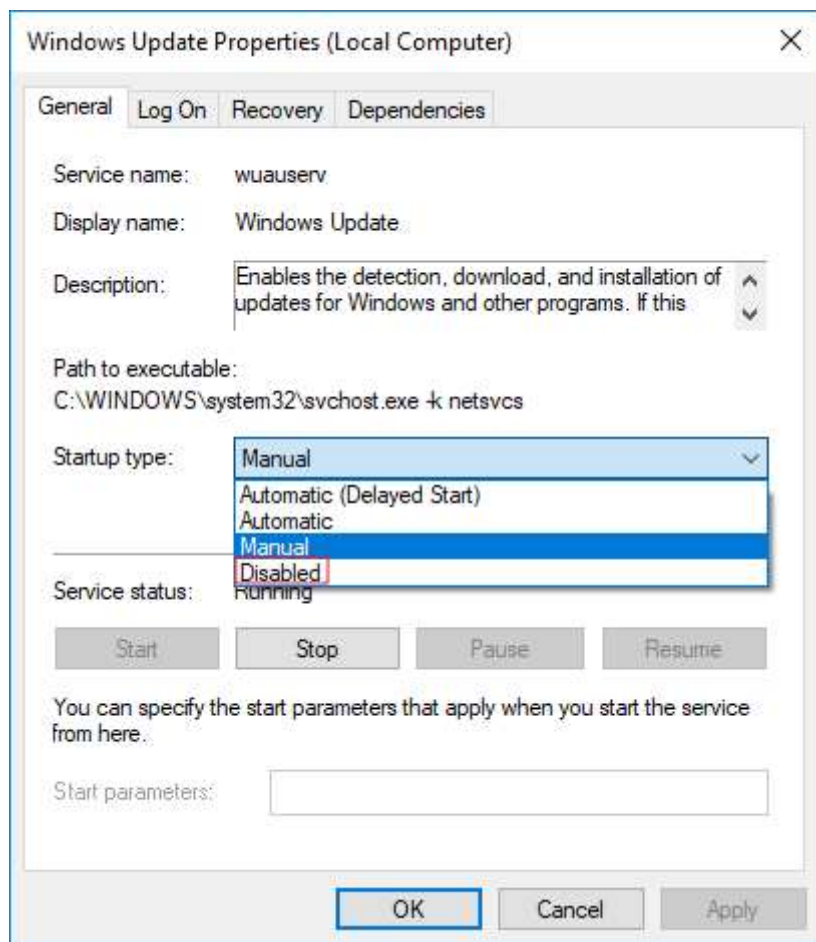 Windows Update Properties (Local Computer)
General Log On Recovery Dependencies
Service name: wuauserv
Display name: Windows Update
Description: Enables the detection, download, and installation of
updates for Windows and other programs. If this
Path to executable:
C:\WINDOWS\system32\svchost.exe -k netsvcs
Startup type: Manual
Automatic (Delayed Start)
Automatic
Manual
Disabled
Service status: Running
Start Stop Pause Resume
You can specify the start parameters that apply when you start the service
from here.
Start parameters:
OK Cancel Apply